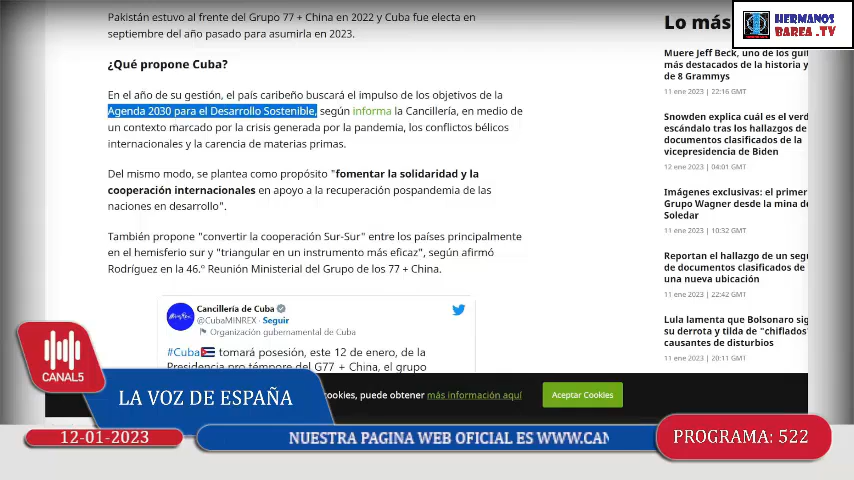 Pakistán estuvo al frente del Grupo 77 + China en 2022 y Cuba fue electa en
septiembre del año pasado para asumirla en 2023.
¿Qué propone Cuba?
En el año de su gestión, el país caribeño buscará el impulso de los objetivos de la
Agenda 2030 para el Desarrollo Sostenible, según informa la Cancillería, en medio de
un contexto marcado por la crisis generada por la pandemia, los conflictos bélicos
internacionales y la carencia de materias primas.
Del mismo modo, se plantea como propósito "fomentar la solidaridad y la
cooperación internacionales en apoyo a la recuperación pospandemia de las
naciones en desarrollo".
También propone "convertir la cooperación Sur-Sur" entre los países principalmente
en el hemisferio sur y "triangular en un instrumento más eficaz", según afirmó
Rodríguez en la 46.º Reunión Ministerial del Grupo de los 77 + China.
Cancillería de Cuba
@CubaMINREX · Seguir
Organización gubernamental de Cuba
#Cuba tomará posesión, este 12 de enero, de la
Presidencia pro témpore del G77 + China, el grupo
Lo más
HERMANOS
BAREA .TV
Muere Jeff Beck, uno de los guit
más destacados de la historia y
de 8 Grammys
11 ene 2023 | 22:16 GMT
Snowden explica cuál es el verd
escándalo tras los hallazgos de
documentos clasificados de la
vicepresidencia de Biden
12 ene 2023 | 04:01 GMT
Imágenes exclusivas: el primer
Grupo Wagner desde la mina de
Soledar
11 ene 2023 | 10:32 GMT
Reportan el hallazgo de un segu
de documentos clasificados de
una nueva ubicación
11 ene 2023 | 22:42 GMT
Lula lamenta que Bolsonaro sig
su derrota y tilda de "chiflados"
causantes de disturbios
11 ene 2023 | 20:11 GMT
cookies, puede obtener más información aquí
Aceptar Cookies
CANAL5
LA VOZ DE ESPAÑA
12-01-2023
NUESTRA PAGINA WEB OFICIAL ES WWW.CAN
PROGRAMA: 522